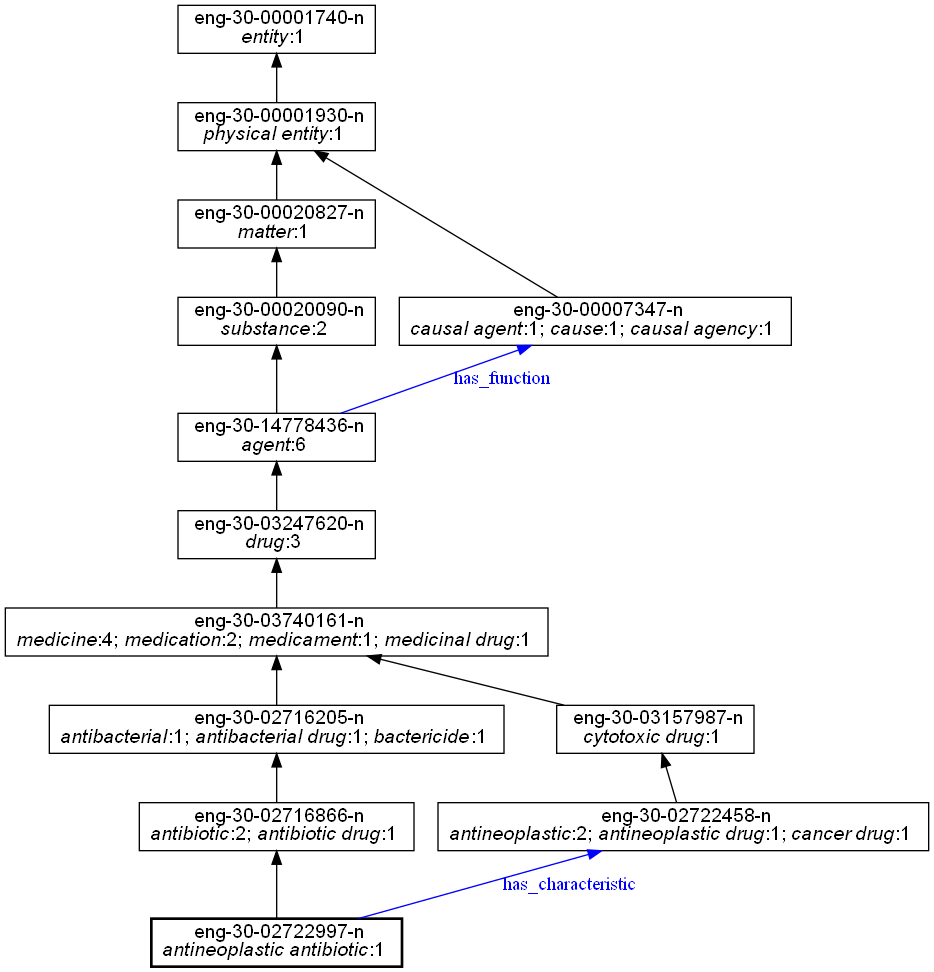 eng-30-00001740-n
entity:1
eng-30-00001930-n
physical entity:1
eng-30-00020827-n
matter:1
eng-30-00020090-n
substance:2
eng-30-00007347-n
causal agent:1; cause:1; causal agency:1
has_function
eng-30-14778436-n
agent:6
eng-30-03247620-n
drug:3
eng-30-03740161-n
medicine:4; medication:2; medicament:1; medicinal drug:1
eng-30-02716205-n
antibacterial:1; antibacterial drug:1; bactericide:1
eng-30-03157987-n
cytotoxic drug:1
eng-30-02716866-n
antibiotic:2; antibiotic drug:1
eng-30-02722458-n
antineoplastic:2; antineoplastic drug:1; cancer drug:1
has_characteristic
eng-30-02722997-n
antineoplastic antibiotic:1